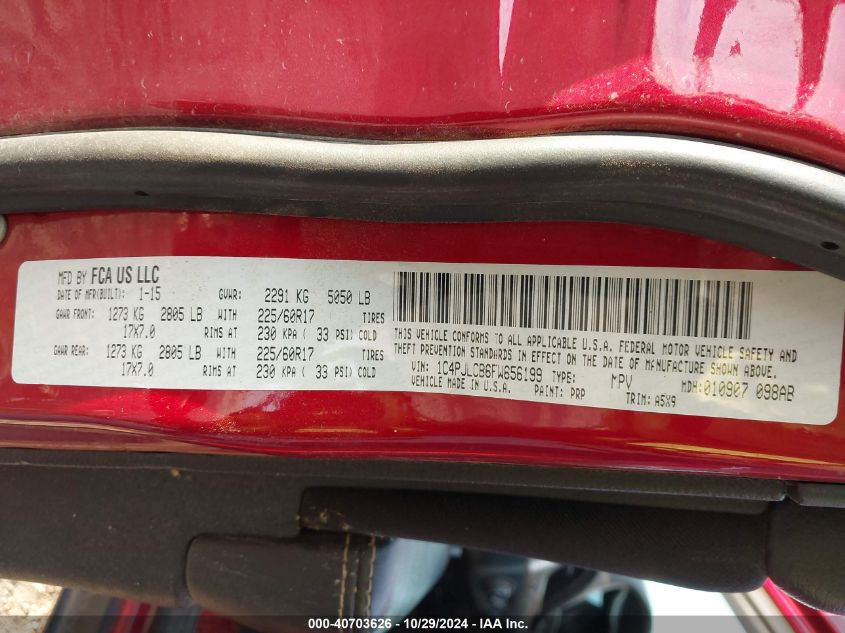 MFD BY FCA US LLC
DATE OF MFR(BUILT): 1-15 GVWR: 2291 KG 5050 LB
GAWR FRONT: 1273 KG 2805 LB WITH 225/60R17 TIRES
17X7.0 RIMS AT 230 KPA ( 33 PSI) COLD
GAWR REAR: 1273 KG 2805 LB WITH 225/60R17 TIRES
17X7.0 RIMS AT 230 KPA ( 33 PSI) COLD
THIS VEHICLE CONFORMS TO ALL APPLICABLE U.S.A. FEDERAL MOTOR VEHICLE SAFETY AND
THEFT PREVENTION STANDARDS IN EFFECT ON THE DATE OF MANUFACTURE SHOWN ABOVE.
VIN: 1C4PJLCB6FW656199 TYPE: MPV MDH:010907 098AB
VEHICLE MADE IN U.S.A. PAINT: PRP TRIM: A5X9
000-40703626 - 10/29/2024 - IAA Inc.